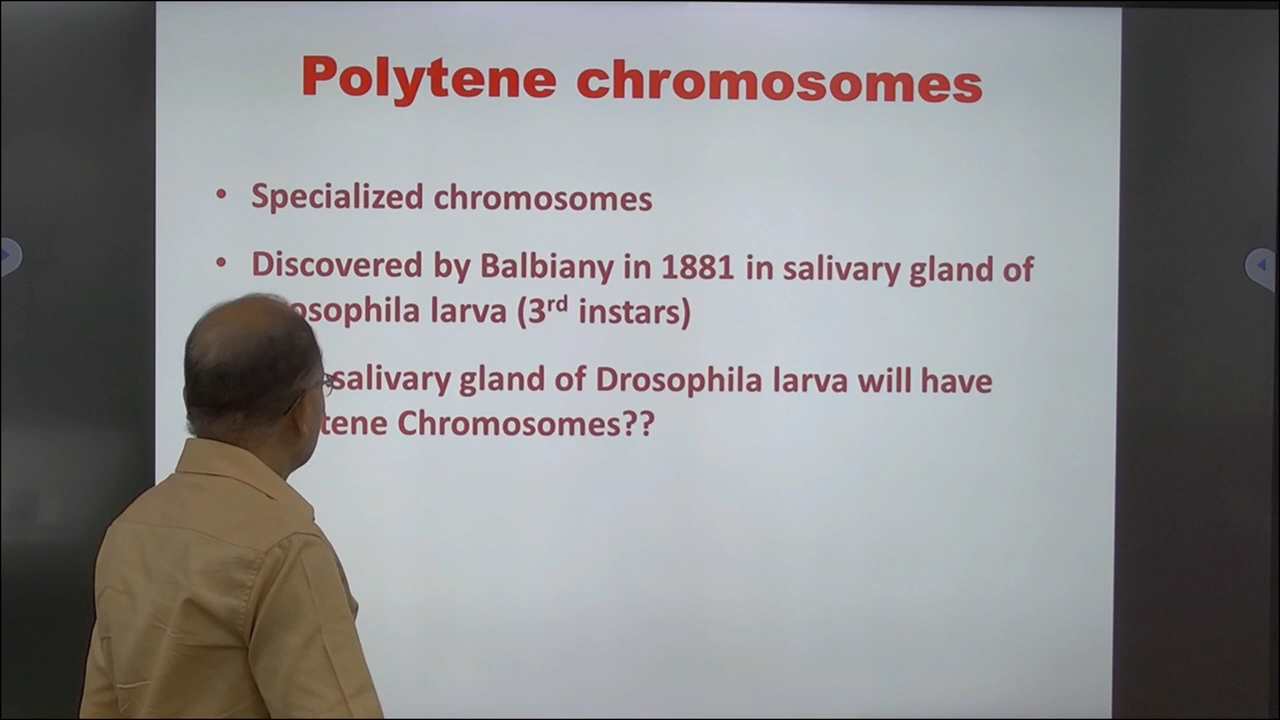 Polytene chromosomes
• Specialized chromosomes
• Discovered by Balbiany in 1881 in salivary gland of
osophila larva (3rd instars)
salivary gland of Drosophila larva will have
tene Chromosomes??